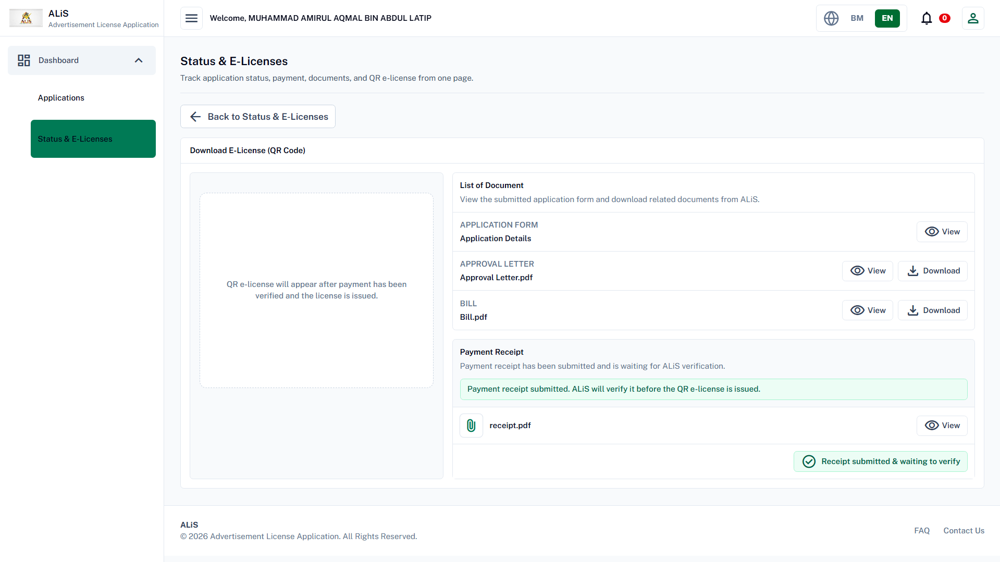 ALiS
ALiS
Advertisement License Application
Welcome, MUHAMMAD AMIRUL AQMAL BIN ABDUL LATIP
BM
EN
0
Dashboard
Applications
Status & E-Licenses
Status & E-Licenses
Track application status, payment, documents, and QR e-license from one page.
Back to Status & E-Licenses
Download E-License (QR Code)
QR e-license will appear after payment has been
verified and the license is issued.
List of Document
View the submitted application form and download related documents from ALiS.
APPLICATION FORM
Application Details
View
APPROVAL LETTER
Approval Letter.pdf
View
Download
BILL
Bill.pdf
View
Download
Payment Receipt
Payment receipt has been submitted and is waiting for ALiS verification.
Payment receipt submitted. ALiS will verify it before the QR e-license is issued.
receipt.pdf
View
Receipt submitted & waiting to verify
ALiS
© 2026 Advertisement License Application. All Rights Reserved.
FAQ
Contact Us